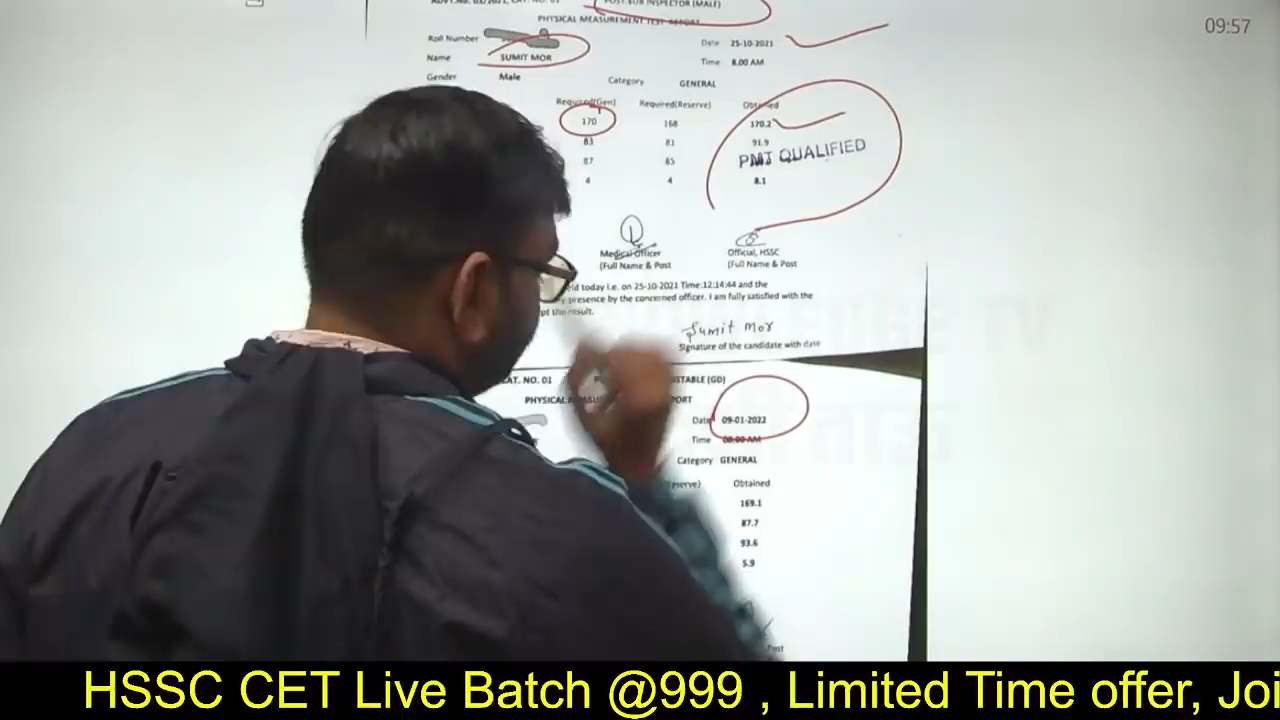 09:57
POST:SUB INSPECTOR (MALE)
PHYSICAL MEASUREMENT TEST REPORT
Roll Number
Date 25-10-2021
Name SUMIT MOR
Time 8.00 AM
Gender Male
Category GENERAL
Required(Gen) Required(Reserve) Obtained
170 168 170.2
83 81 91.9
87 85
4 4 8.1
PMT QUALIFIED
Medical Officer Official, HSSC
(Full Name & Post (Full Name & Post
today i.e. on 25-10-2021 Time:12:14:44 and the
presence by the concerned officer. I am fully satisfied with the
result.
Sumit Mor
Signature of the candidate with date
CAT. NO. 01
(GD)
PHYSICAL
Date 09-01-2022
Time 08:00 AM
Category GENERAL
Obtained
169.1
87.7
93.6
5.9
HSSC CET Live Batch @999 , Limited Time offer, Joi